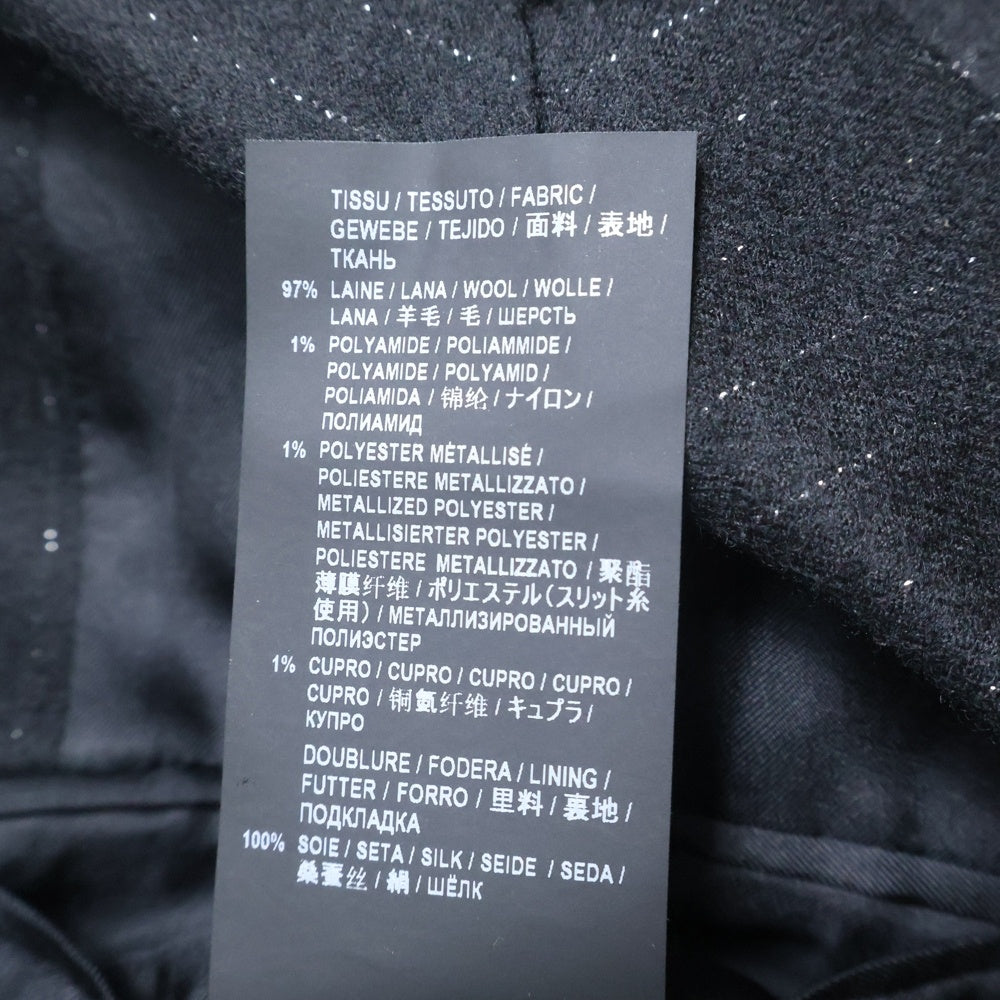 TISSU / TESSUTO / FABRIC /
GEWEBE / TEJIDO / 面料 / 表地 /
ТКАНЬ
97% LAINE / LANA / WOOL / WOLLE /
LANA / 羊毛 / 毛 / ШЕРСТЬ
1% POLYAMIDE / POLIAMMIDE /
POLYAMIDE / POLYAMID /
POLIAMIDA / 锦纶 / ナイロン /
ПОЛИАМИД
1% POLYESTER MÉTALLISÉ /
POLIESTERE METALLIZZATO /
METALLIZED POLYESTER /
METALLISIERTER POLYESTER /
POLIESTERE METALLIZZATO / 聚酯
薄膜纤维 / ポリエステル(スリット糸
使用) / МЕТАЛЛИЗИРОВАННЫЙ
ПОЛИЭСТЕР
1% CUPRO / CUPRO / CUPRO / CUPRO /
CUPRO / 铜氨纤维 / キュプラ /
КУПРО
DOUBLURE / FODERA / LINING /
FUTTER / FORRO / 里料 / 裏地 /
ПОДКЛАДКА
100% SOIE / SETA / SILK / SEIDE / SEDA /
桑蚕丝 / 絹 / ШЁЛК